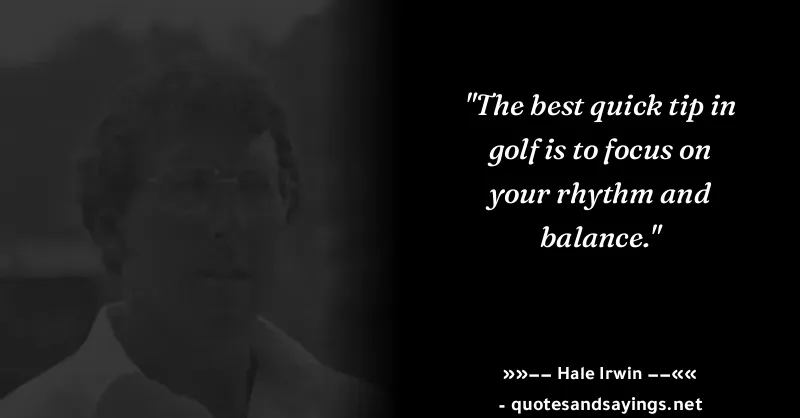 "The best quick tip in
golf is to focus on
your rhythm and
balance."
»»−− Hale Irwin −−««
- quotesandsayings.net